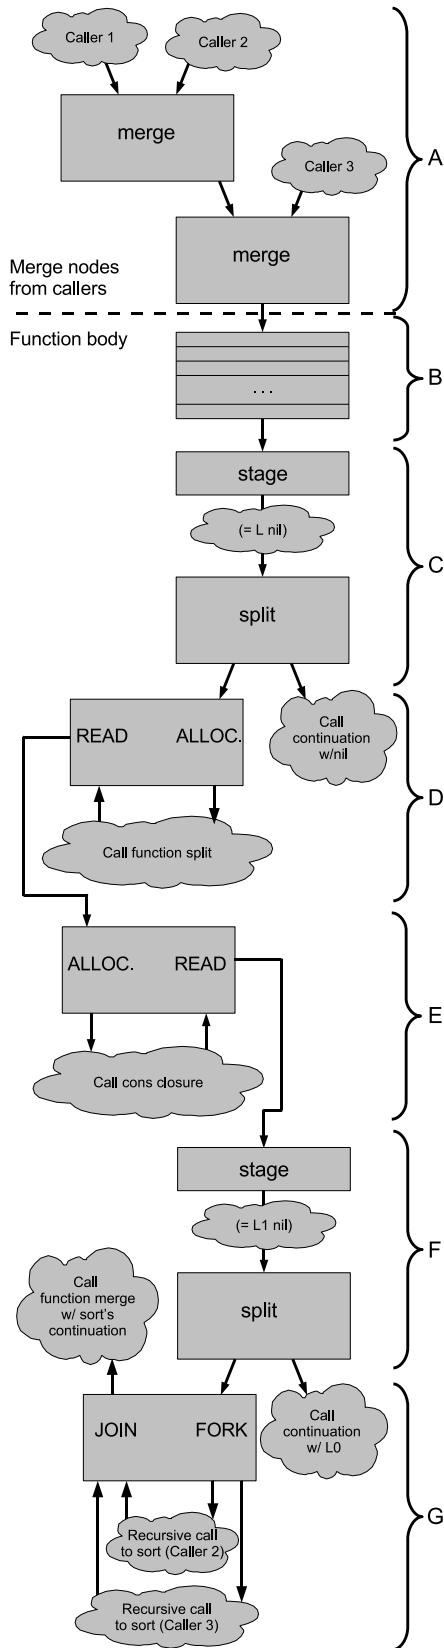 Caller 1
Caller 2
merge
A
Caller 3
merge
Merge nodes
from callers
Function body
B
. . .
stage
(= L nil)
C
split
READ
ALLOC.
Call
continuation
w/nil
D
Call function split
ALLOC.
READ
E
Call cons closure
stage
(= L1 nil)
F
Call
function merge
w/ sort's
continuation
split
JOIN
FORK
Call
continuation
w/ L0
G
Recursive call
to sort (Caller 2)
Recursive call
to sort (Caller 3)